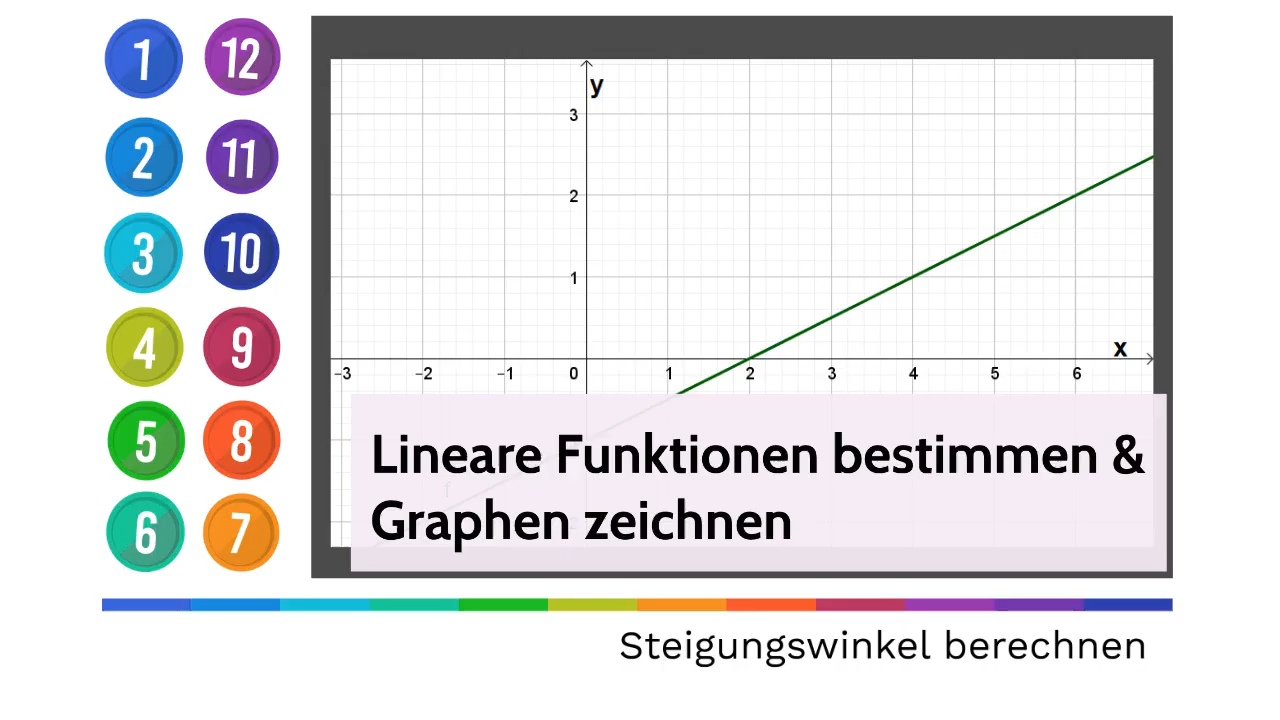 1 12
2 11
3 10
4 9
5 8
6 7
y
3
2
1
x
−3 −2 −1 0 1 2 3 4 5 6
f
Lineare Funktionen bestimmen &
Graphen zeichnen
Steigungswinkel berechnen